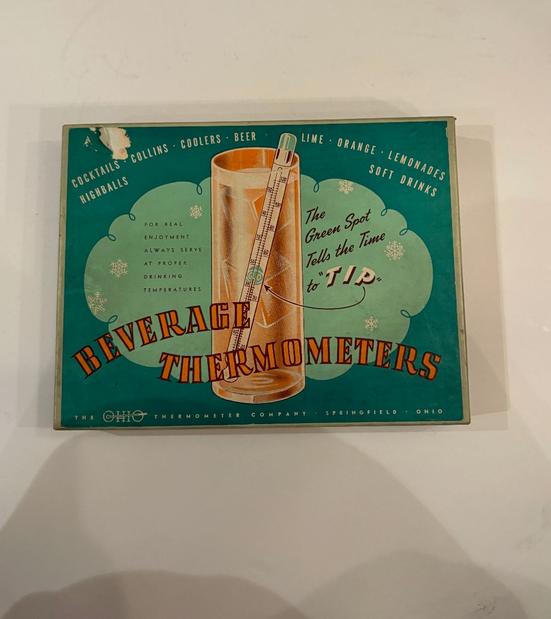 COCKTAILS · COLLINS · COOLERS · BEER · LIME · ORANGE · LEMONADES
HIGHBALLS
SOFT DRINKS
FOR REAL
ENJOYMENT
ALWAYS SERVE
AT PROPER
DRINKING
TEMPERATURES
The
Green Spot
Tells the Time
to "TIP"
BEVERAGE
THERMOMETERS
THE OHIO THERMOMETER COMPANY · SPRINGFIELD · OHIO